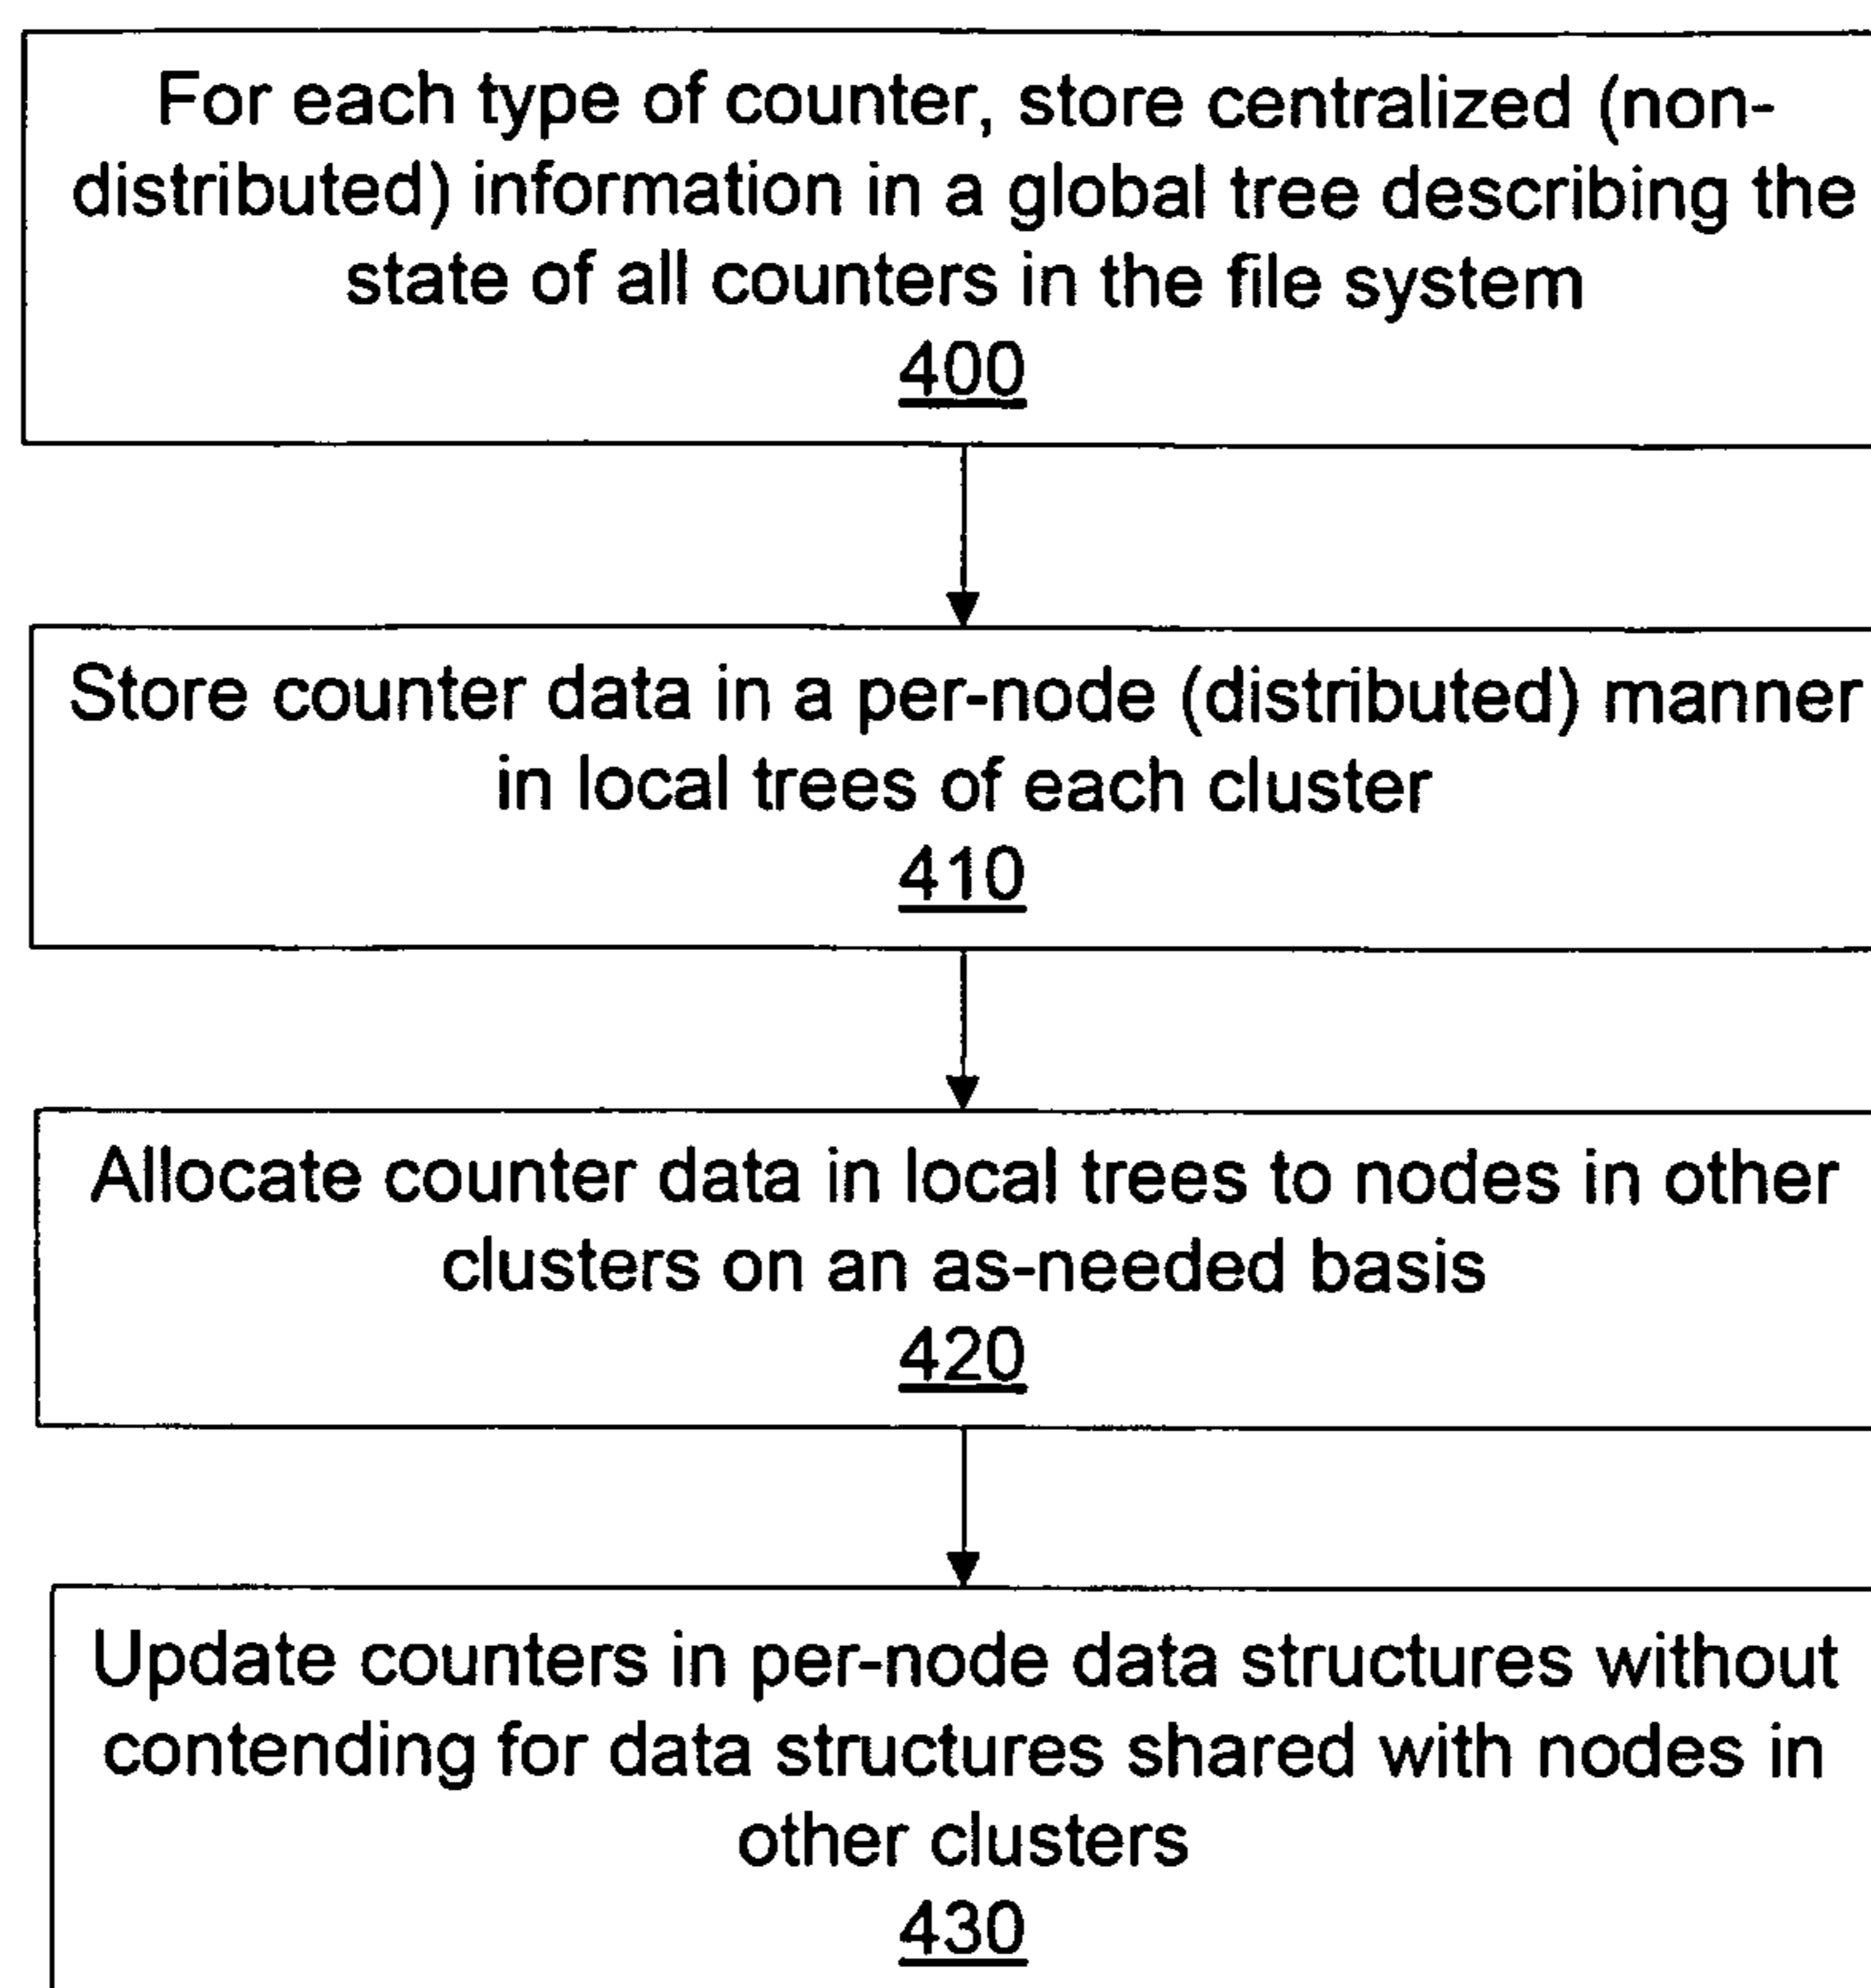 For each type of counter, store centralized (non-
distributed) information in a global tree describing the
state of all counters in the file system
400
Store counter data in a per-node (distributed) manner
in local trees of each cluster
410
Allocate counter data in local trees to nodes in other
clusters on an as-needed basis
420
Update counters in per-node data structures without
contending for data structures shared with nodes in
other clusters
430